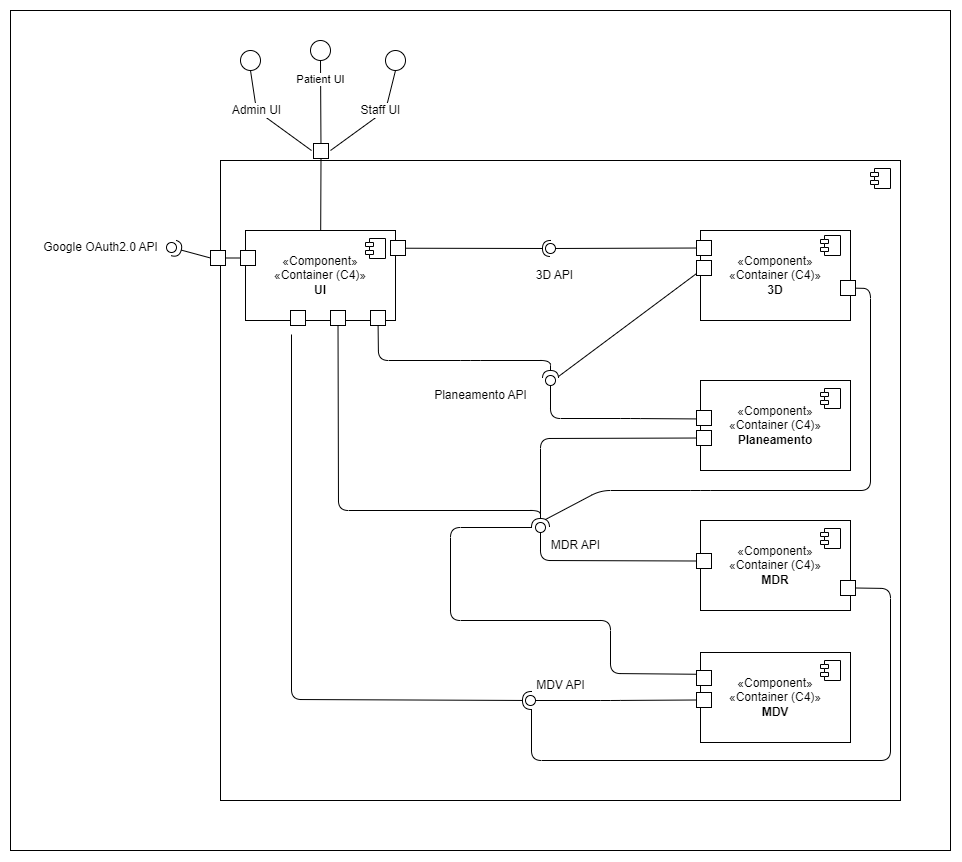 Patient UI
Admin UI
Staff UI
Google OAuth2.0 API
«Component»
«Container (C4)»
UI
3D API
«Component»
«Container (C4)»
3D
Planeamento API
«Component»
«Container (C4)»
Planeamento
MDR API
«Component»
«Container (C4)»
MDR
MDV API
«Component»
«Container (C4)»
MDV